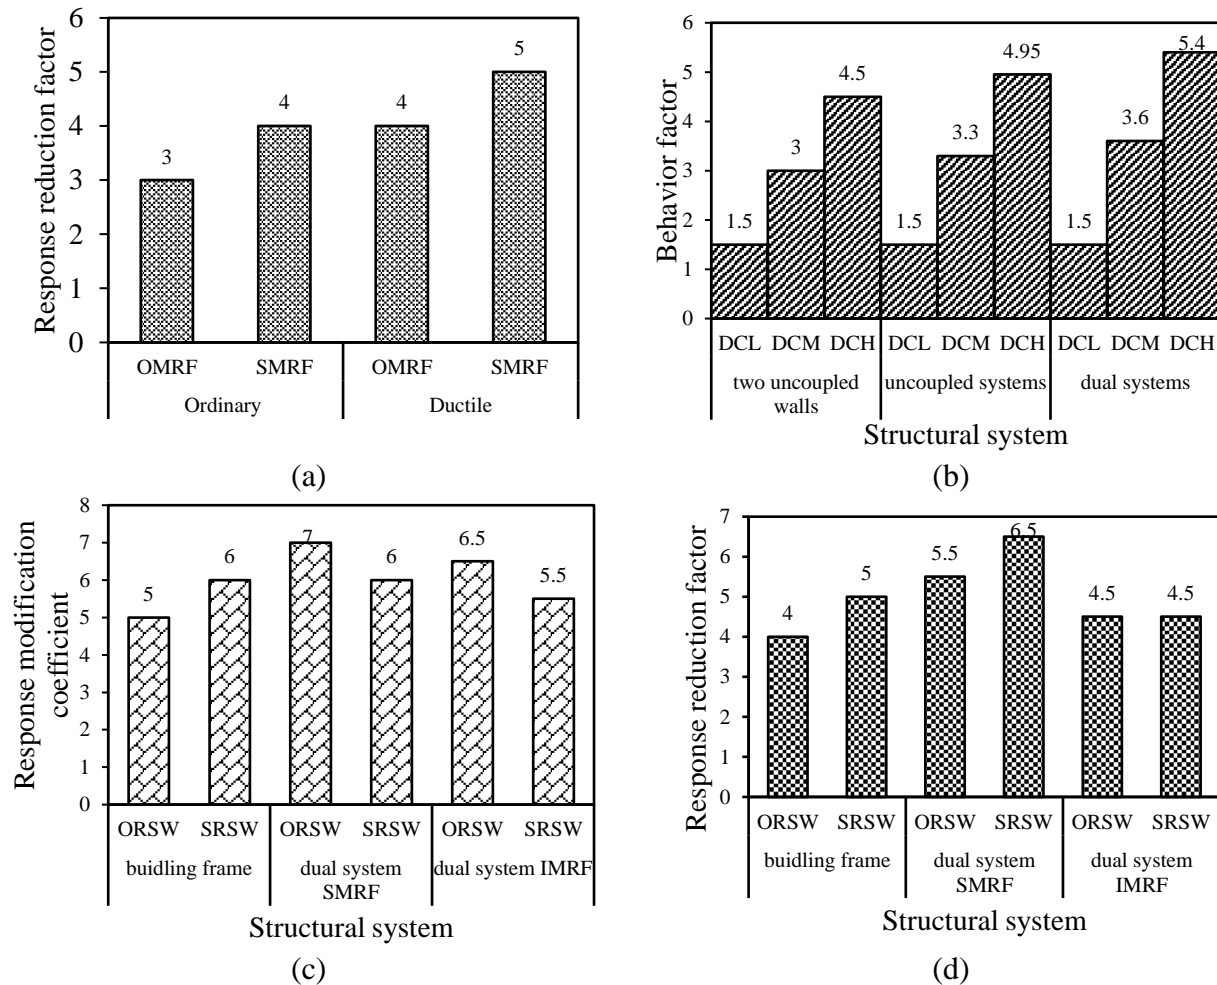 Response reduction factor
6
5
4
3
2
1
0
3
4
4
5
OMRF SMRF OMRF SMRF
Ordinary Ductile
(a)
Behavior factor
6
5
4
3
2
1
0
1.5
3
4.5
1.5
3.3
4.95
1.5
3.6
5.4
DCL DCM DCH DCL DCM DCH DCL DCM DCH
two uncoupled
walls
uncoupled systems
dual systems
Structural system
(b)
Response modification
coefficient
8
7
6
5
4
3
2
1
0
5
6
7
6
6.5
5.5
ORSW SRSW ORSW SRSW ORSW SRSW
buidling frame
dual system
SMRF
dual system IMRF
Structural system
(c)
Response reduction factor
7
6
5
4
3
2
1
0
4
5
5.5
6.5
4.5
4.5
ORSW SRSW ORSW SRSW ORSW SRSW
buidling frame
dual system
SMRF
dual system
IMRF
Structural system
(d)